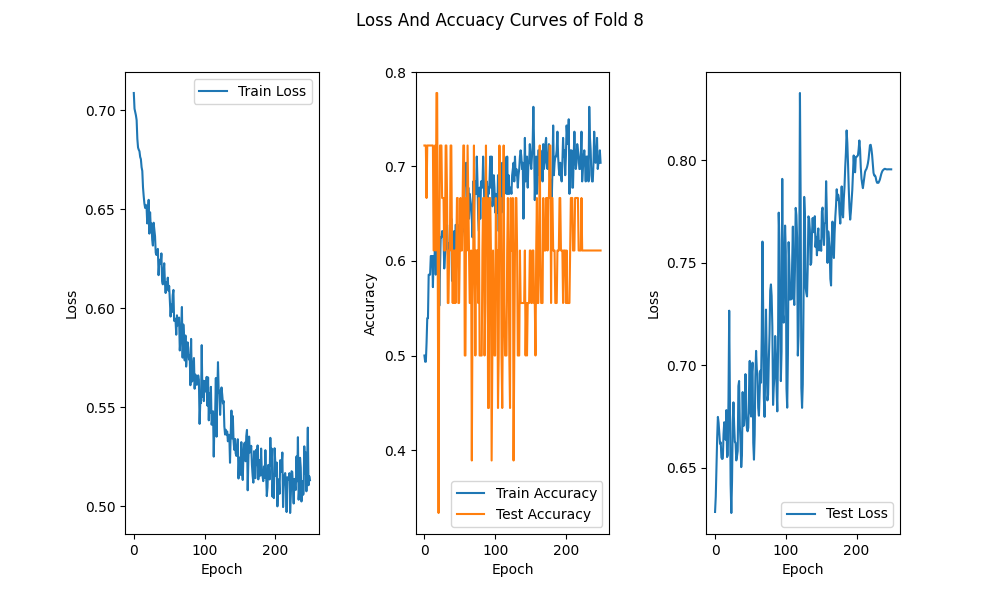 Loss And Accuacy Curves of Fold 8
Loss
0.70
0.65
0.60
0.55
0.50
Train Loss
0 100 200
Epoch
Accuracy
0.8
0.7
0.6
0.5
0.4
Train Accuracy
Test Accuracy
0 100 200
Epoch
Loss
0.80
0.75
0.70
0.65
Test Loss
0 100 200
Epoch